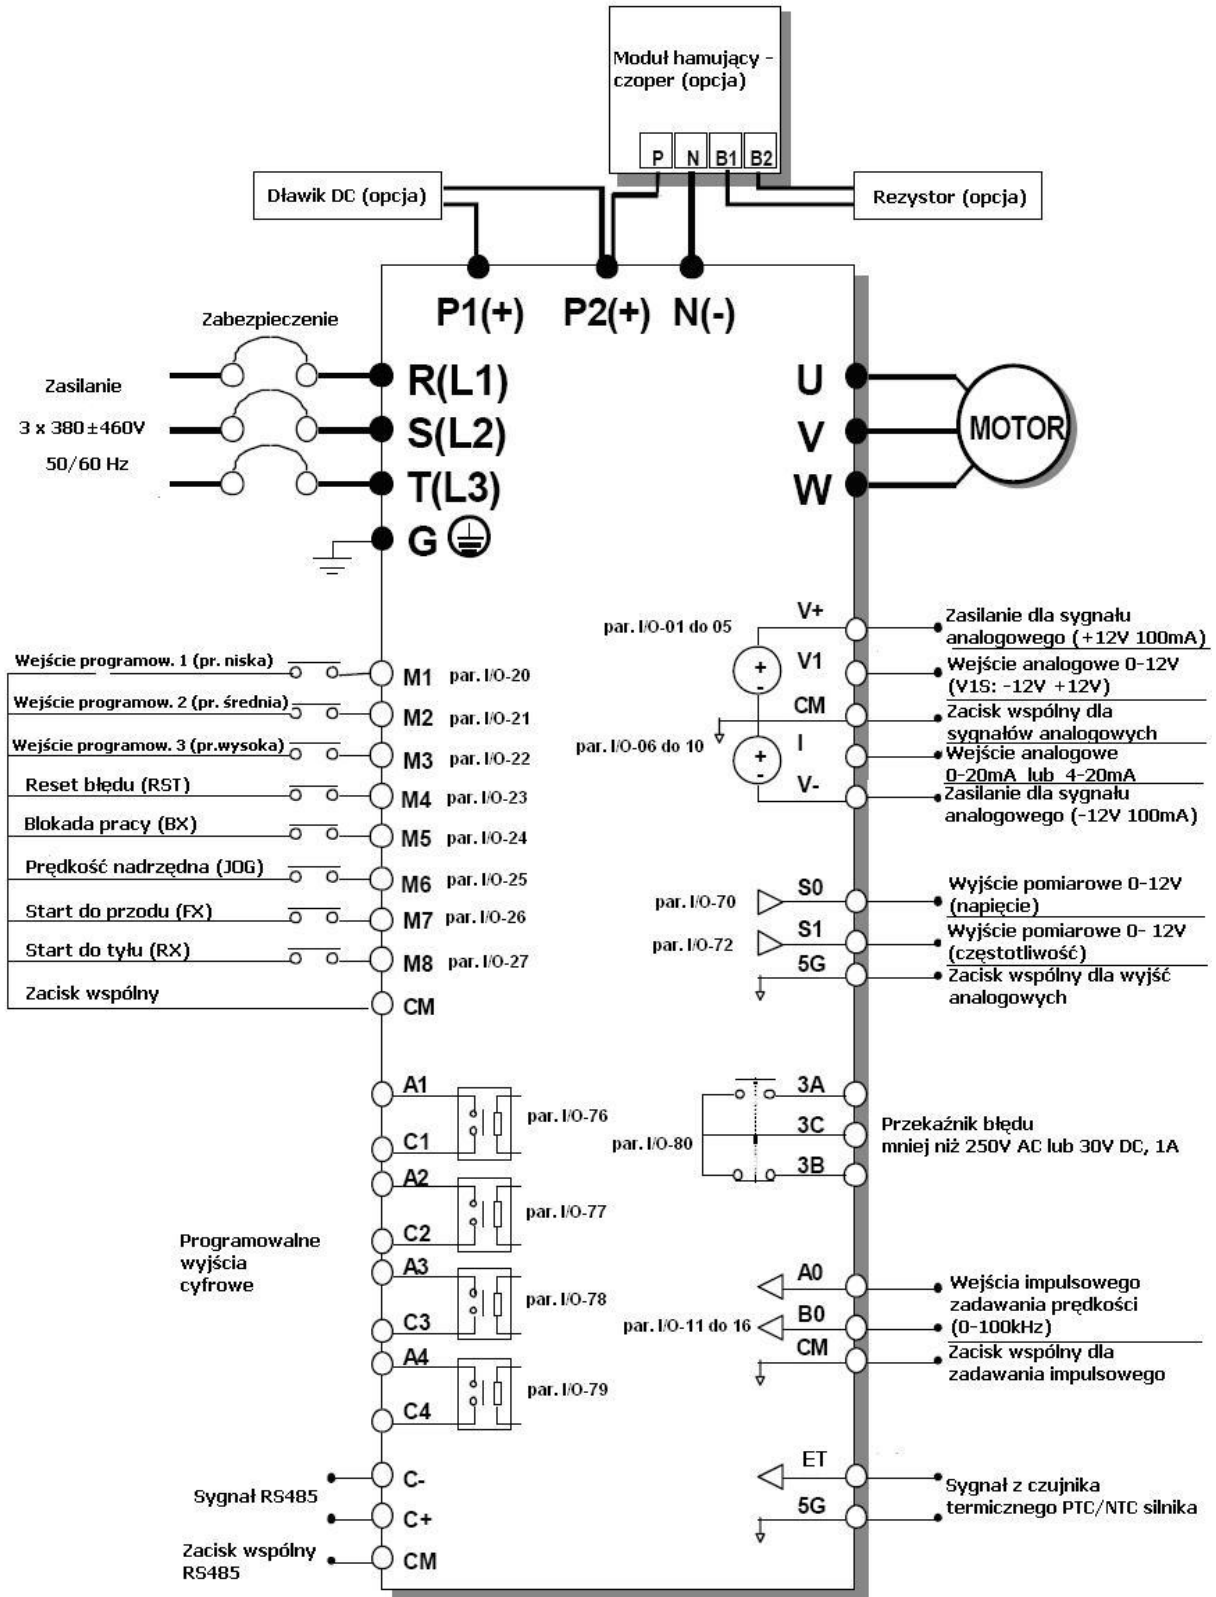 Moduł hamujący -
czoper (opcja)
P N B1 B2
Dławik DC (opcja)
Rezystor (opcja)
P1(+) P2(+) N(-)
Zabezpieczenie
Zasilanie
3 x 380±460V
50/60 Hz
R(L1)
S(L2)
T(L3)
G
U
V
W
MOTOR
Wejście programow. 1 (pr. niska)
M1 par. I/O-20
Wejście programow. 2 (pr. średnia)
M2 par. I/O-21
Wejście programow. 3 (pr.wysoka)
M3 par. I/O-22
Reset błędu (RST)
M4 par. I/O-23
Blokada pracy (BX)
M5 par. I/O-24
Prędkość nadrzędna (JOG)
M6 par. I/O-25
Start do przodu (FX)
M7 par. I/O-26
Start do tyłu (RX)
M8 par. I/O-27
Zacisk wspólny
CM
par. I/O-01 do 05
V+
Zasilanie dla sygnału
analogowego (+12V 100mA)
V1
Wejście analogowe 0-12V
(V1S: -12V +12V)
CM
Zacisk wspólny dla
sygnałów analogowych
par. I/O-06 do 10
I
Wejście analogowe
0-20mA lub 4-20mA
V-
Zasilanie dla sygnału
analogowego (-12V 100mA)
par. I/O-70
S0
Wyjście pomiarowe 0-12V
(napięcie)
par. I/O-72
S1
Wyjście pomiarowe 0- 12V
(częstotliwość)
5G
Zacisk wspólny dla wyjść
analogowych
A1
par. I/O-76
C1
A2
par. I/O-77
C2
Programowalne
wyjścia
cyfrowe
A3
par. I/O-78
C3
A4
par. I/O-79
C4
3A
3C
par. I/O-80
3B
Przekaźnik błędu
mniej niż 250V AC lub 30V DC, 1A
A0
Wejścia impulsowego
zadawania prędkości
(0-100kHz)
par. I/O-11 do 16
B0
CM
Zacisk wspólny dla
zadawania impulsowego
Sygnał RS485
C-
C+
Zacisk wspólny
RS485
CM
ET
5G
Sygnał z czujnika
termicznego PTC/NTC silnika